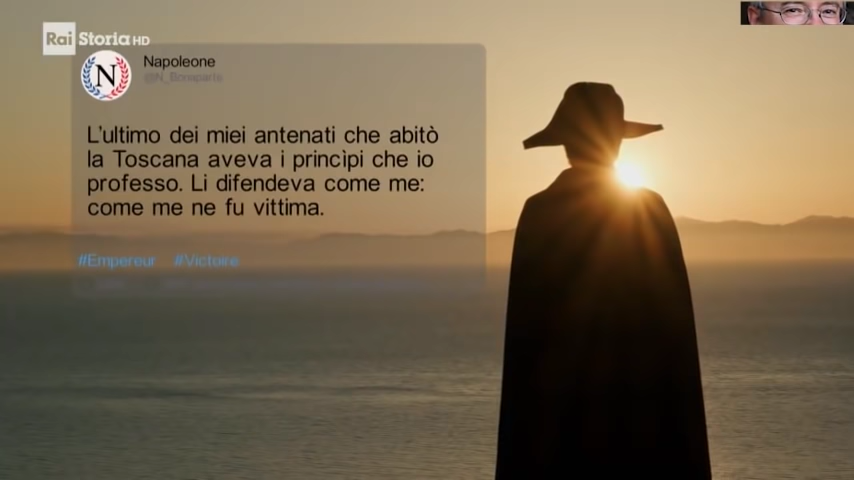 Rai Storia HD
N
Napoleone
@N_Bonaparte
L'ultimo dei miei antenati che abitò
la Toscana aveva i princìpi che io
professo. Li difendeva come me:
come me ne fu vittima.
#Empereur #Victoire